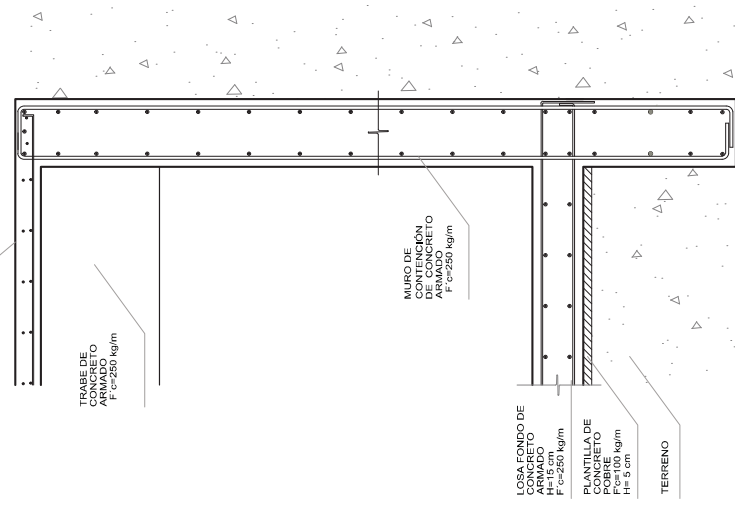 TRABE DE
CONCRETO
ARMADO
F´c=250 kg/m
MURO DE
CONTENCIÓN
DE CONCRETO
ARMADO
F´c=250 kg/m
LOSA FONDO DE
CONCRETO
ARMADO
H=15 cm
F´c=250 kg/m
PLANTILLA DE
CONCRETO
POBRE
F'c=100 kg/m
H= 5 cm
TERRENO